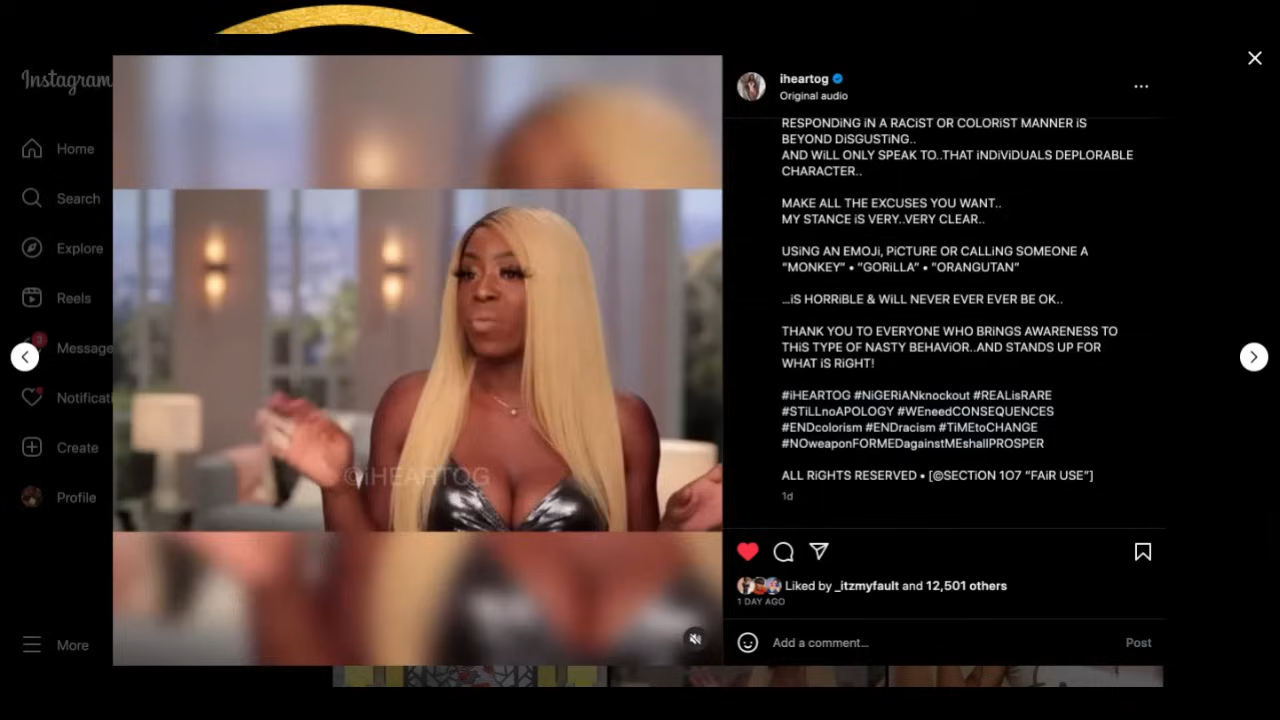 Instagram
Home
Search
Explore
Reels
Message
Notificati
Create
Profile
More
©iHEARTOG
iheartog
Original audio
RESPONDiNG iN A RACiST OR COLORiST MANNER iS
BEYOND DiSGUSTiNG..
AND WiLL ONLY SPEAK TO..THAT iNDiViDUALS DEPLORABLE
CHARACTER..
MAKE ALL THE EXCUSES YOU WANT..
MY STANCE iS VERY..VERY CLEAR..
USiNG AN EMOJi, PiCTURE OR CALLiNG SOMEONE A
“MONKEY” • “GORiLLA” • “ORANGUTAN”
...iS HORRiBLE & WiLL NEVER EVER EVER BE OK..
THANK YOU TO EVERYONE WHO BRiNGS AWARENESS TO
THiS TYPE OF NASTY BEHAViOR..AND STANDS UP FOR
WHAT iS RiGHT!
#iHEARTOG #NiGERiANknockout #REALisRARE
#STiLLnoAPOLOGY #WEneedCONSEQUENCES
#ENDcolorism #ENDracism #TiMEtoCHANGE
#NOweaponFORMEDagainstMEshallPROSPER
ALL RiGHTS RESERVED • [@SECTiON 1O7 “FAiR USE”]
1d
Liked by _itzmyfault and 12,501 others
1 DAY AGO
Add a comment...
Post